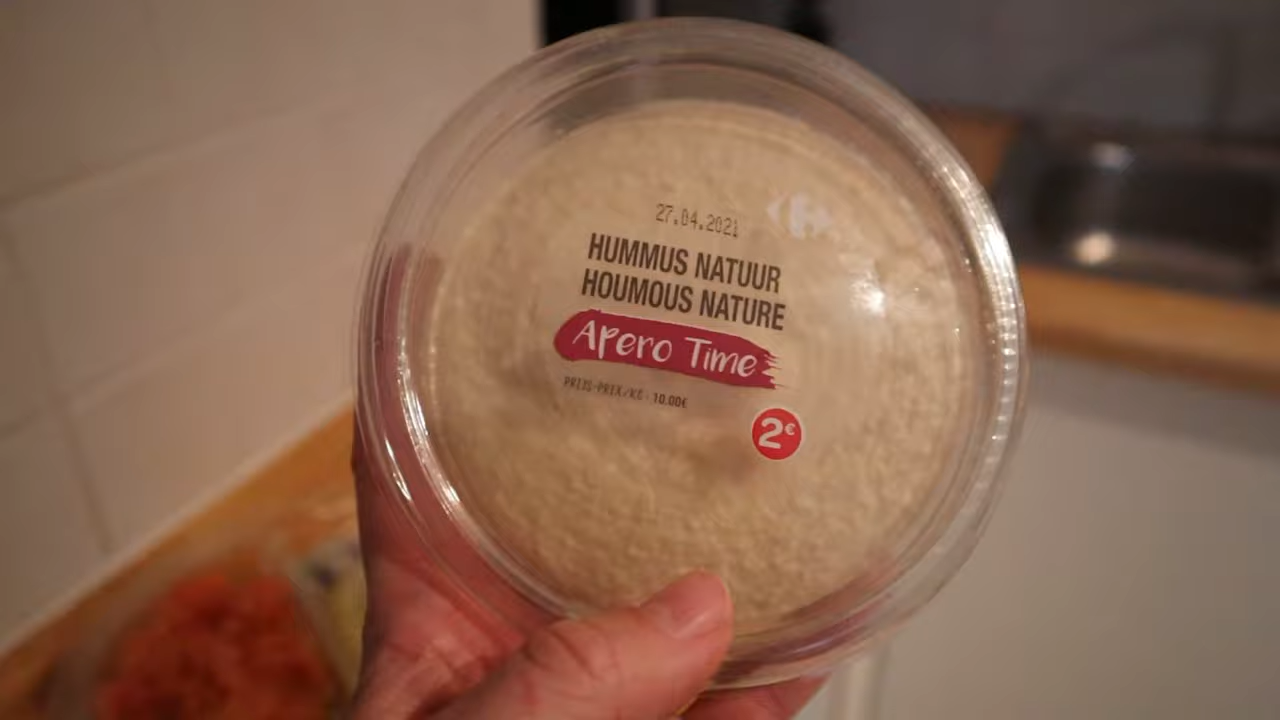 27.04.2021
HUMMUS NATUUR
HOUMOUS NATURE
Apero Time
PRIJS-PRIX/KG : 10.00€
2€